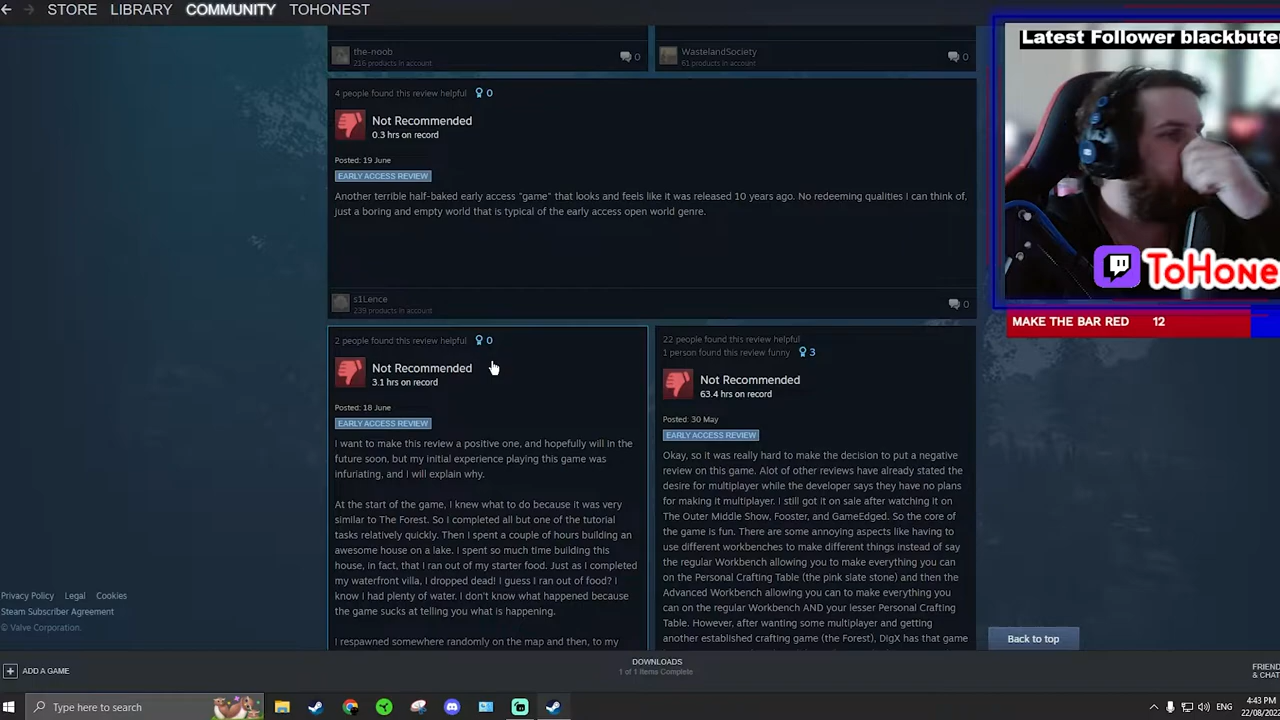 STORE LIBRARY COMMUNITY TOHONEST
Latest Follower blackbute
the-noob
216 products in account
0
WastelandSociety
61 products in account
0
4 people found this review helpful 0
Not Recommended
0.3 hrs on record
Posted: 19 June
EARLY ACCESS REVIEW
Another terrible half-baked early access "game" that looks and feels like it was released 10 years ago. No redeeming qualities I can think of,
just a boring and empty world that is typical of the early access open world genre.
s1Lence
239 products in account
0
ToHone
MAKE THE BAR RED 12
2 people found this review helpful 0
Not Recommended
3.1 hrs on record
Posted: 18 June
EARLY ACCESS REVIEW
I want to make this review a positive one, and hopefully will in the
future soon, but my initial experience playing this game was
infuriating, and I will explain why.
At the start of the game, I knew what to do because it was very
similar to The Forest. So I completed all but one of the tutorial
tasks relatively quickly. Then I spent a couple of hours building an
awesome house on a lake. I spent so much time building this
house, in fact, that I ran out of my starter food. Just as I completed
my waterfront villa, I dropped dead! I guess I ran out of food? I
know I had plenty of water. I don't know what happened because
the game sucks at telling you what is happening.
I respawned somewhere randomly on the map and then, to my
22 people found this review helpful
1 person found this review funny 3
Not Recommended
63.4 hrs on record
Posted: 30 May
EARLY ACCESS REVIEW
Okay, so it was really hard to make the decision to put a negative
review on this game. Alot of other reviews have already stated the
desire for multiplayer while the developer says they have no plans
for making it multiplayer. I still got it on sale after watching it on
The Outer Middle Show, Fooster, and GameEdged. So the core of
the game is fun. There are some annoying aspects like having to
use different workbenches to make different things instead of say
the regular Workbench allowing you to make everything you can
on the Personal Crafting Table (the pink slate stone) and then the
Advanced Workbench allowing you can to make everything you
can on the regular Workbench AND your lesser Personal Crafting
Table. However, after wanting some multiplayer and getting
another established crafting game (the Forest), DigX has that game
Privacy Policy Legal Cookies
Steam Subscriber Agreement
© Valve Corporation.
Back to top
ADD A GAME
DOWNLOADS
1 of 1 Items Complete
FRIEND
& CHAT
Type here to search
ENG
4:43 PM
22/08/202